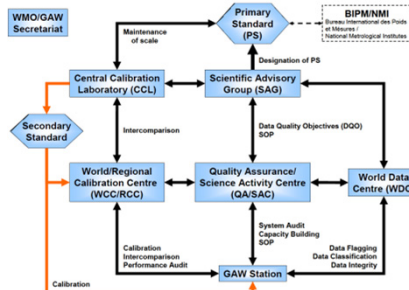 WMO/GAW
Secretariat
Primary
Standard
(PS)
BIPM/NMI
Bureau International des Poids
et Mésures /
National Metrological Institutes
Maintenance
of scale
Designation of PS
Central Calibration
Laboratory (CCL)
Scientific Advisory
Group (SAG)
Secondary
Standard
Intercomparison
Data Quality Objectives (DQO)
SOP
World/Regional
Calibration Centre
(WCC/RCC)
Quality Assurance/
Science Activity Centre
(QA/SAC)
World Data
Centre (WDC
System Audit
Capacity Building
SOP
Calibration
Intercomparison
Performance Audit
Data Flagging
Data Classification
Data Integrity
GAW Station
Calibration